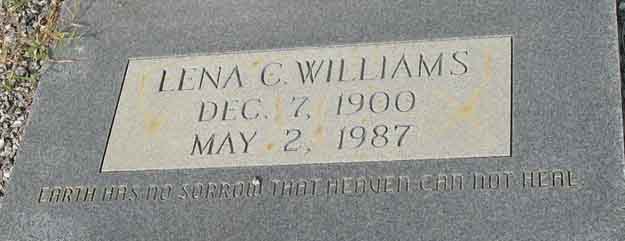 LENA C. WILLIAMS
DEC. 7, 1900
MAY 2, 1987
EARTH HAS NO SORROW THAT HEAVEN CAN NOT HEAL